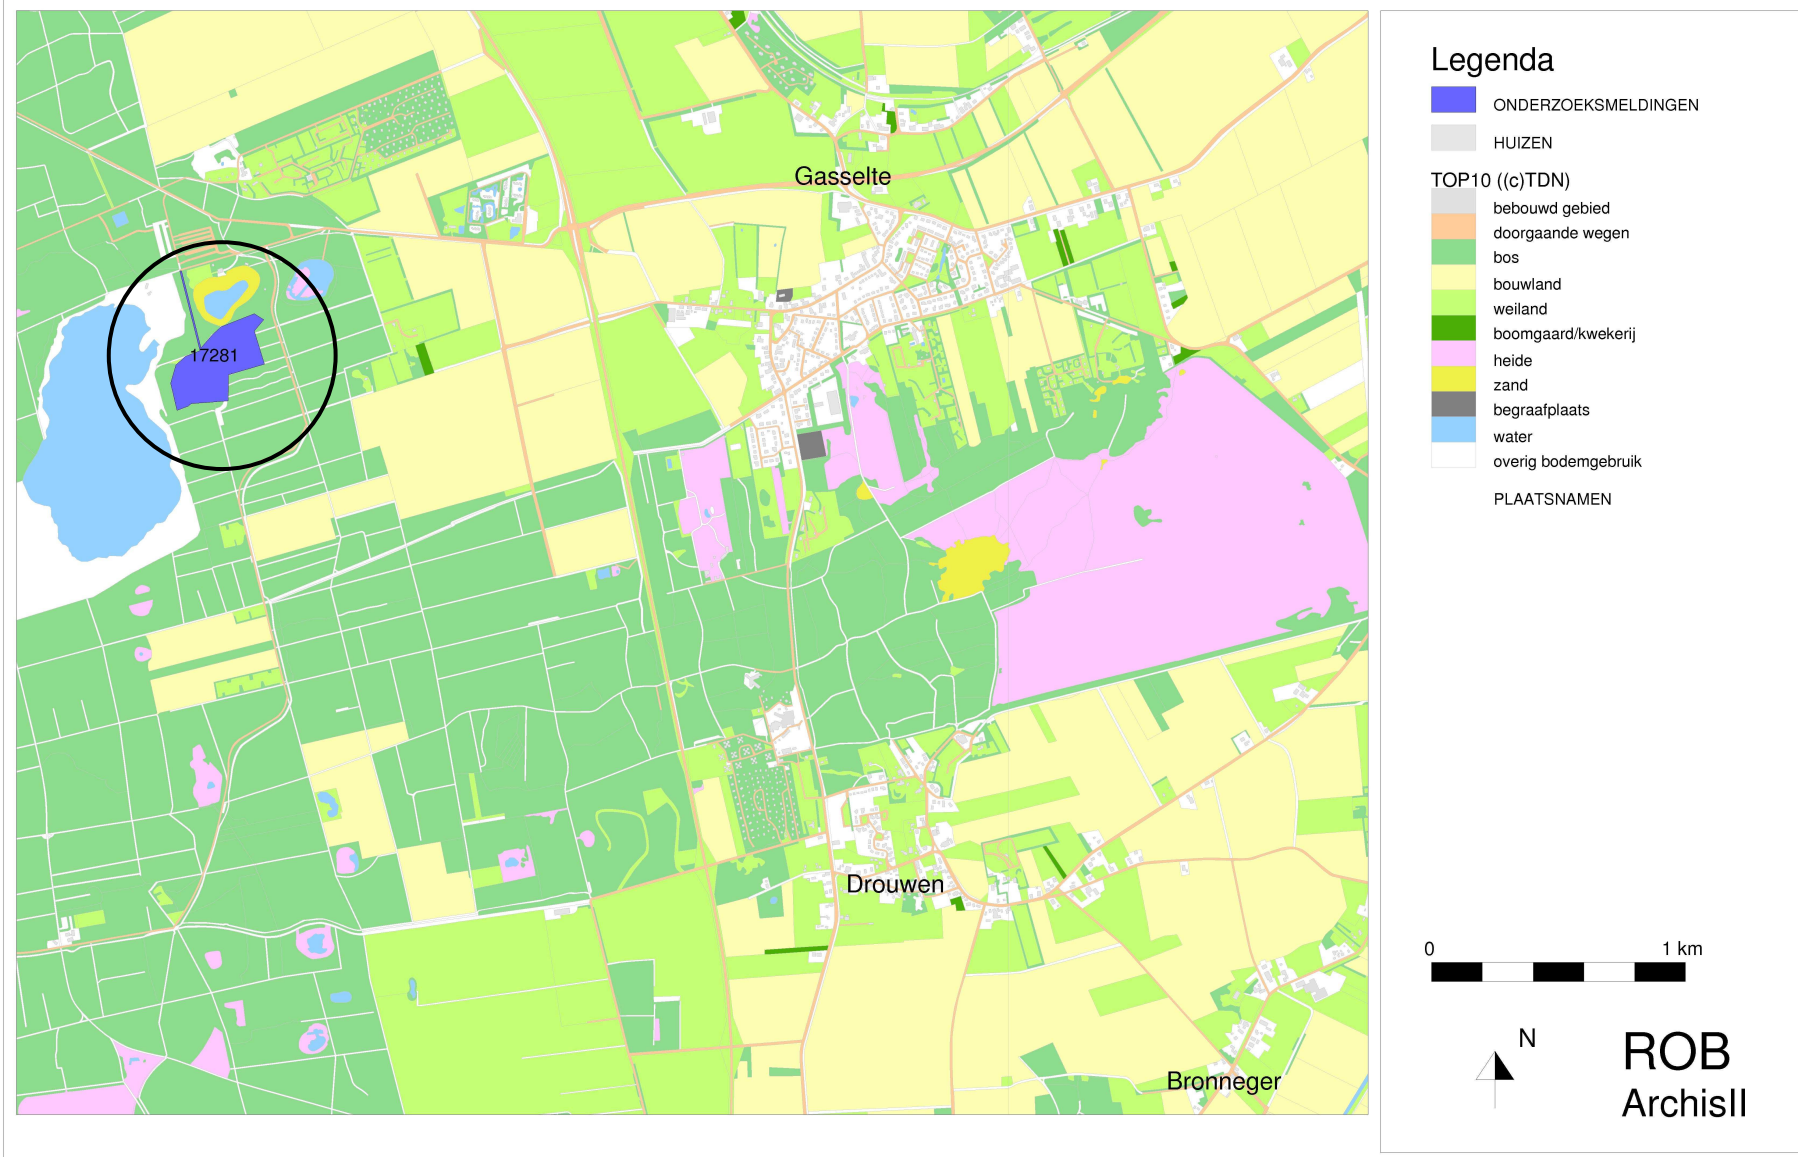 Gasselte
17281
Drouwen
Bronneger
Legenda
ONDERZOEKSMELDINGEN
HUIZEN
TOP10 ((c)TDN)
bebouwd gebied
doorgaande wegen
bos
bouwland
weiland
boomgaard/kwekerij
heide
zand
begraafplaats
water
overig bodemgebruik
PLAATSNAMEN
0 1 km
N
ROB
ArchisII